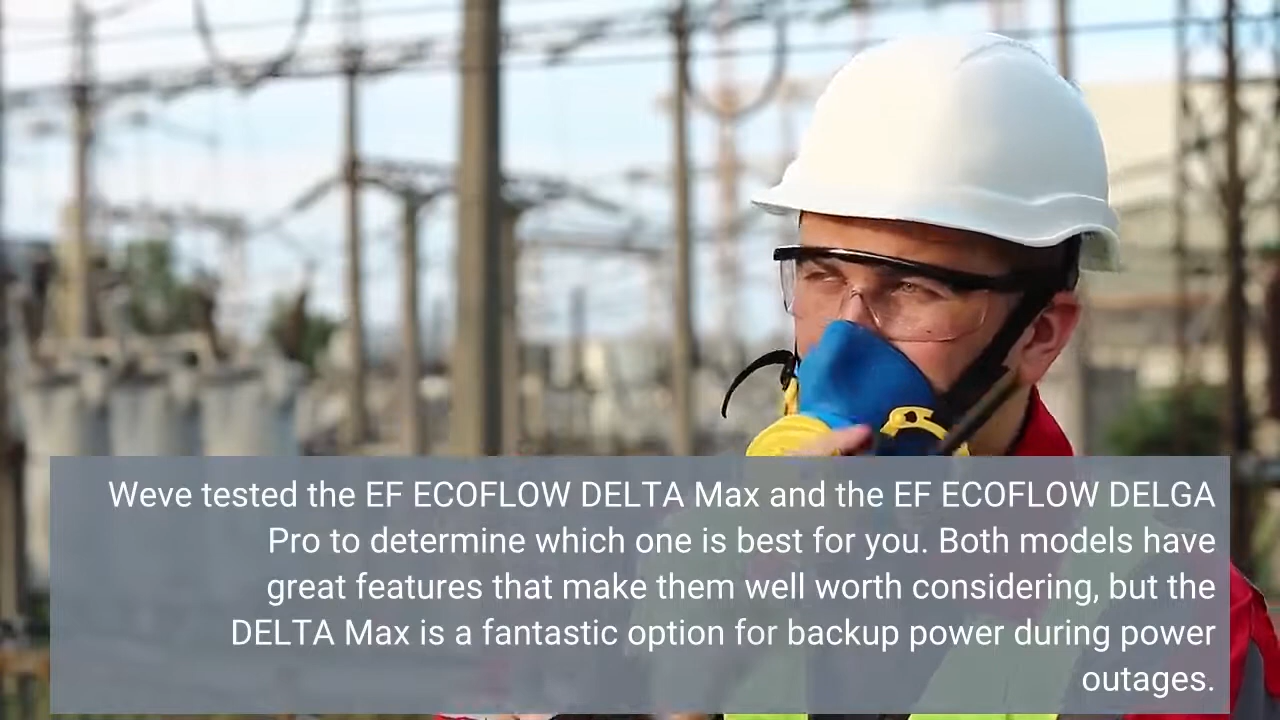 Weve tested the EF ECOFLOW DELTA Max and the EF ECOFLOW DELGA
Pro to determine which one is best for you. Both models have
great features that make them well worth considering, but the
DELTA Max is a fantastic option for backup power during power
outages.